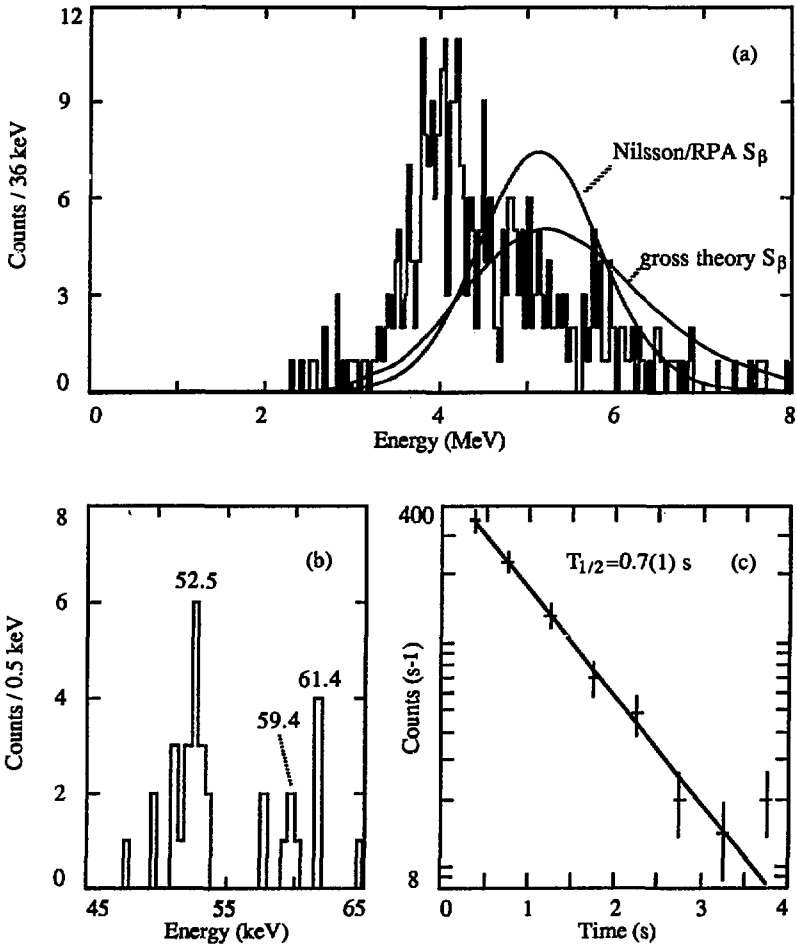 12
9
6
3
0
Counts / 36 keV
(a)
Nilsson/RPA Sβ
gross theory Sβ
0 2 4 6 8
Energy (MeV)
8
6
4
2
0
Counts / 0.5 keV
(b)
52.5
59.4
61.4
45 55 65
Energy (keV)
400
8
Counts (s-1)
T1/2=0.7(1) s (c)
0 1 2 3 4
Time (s)